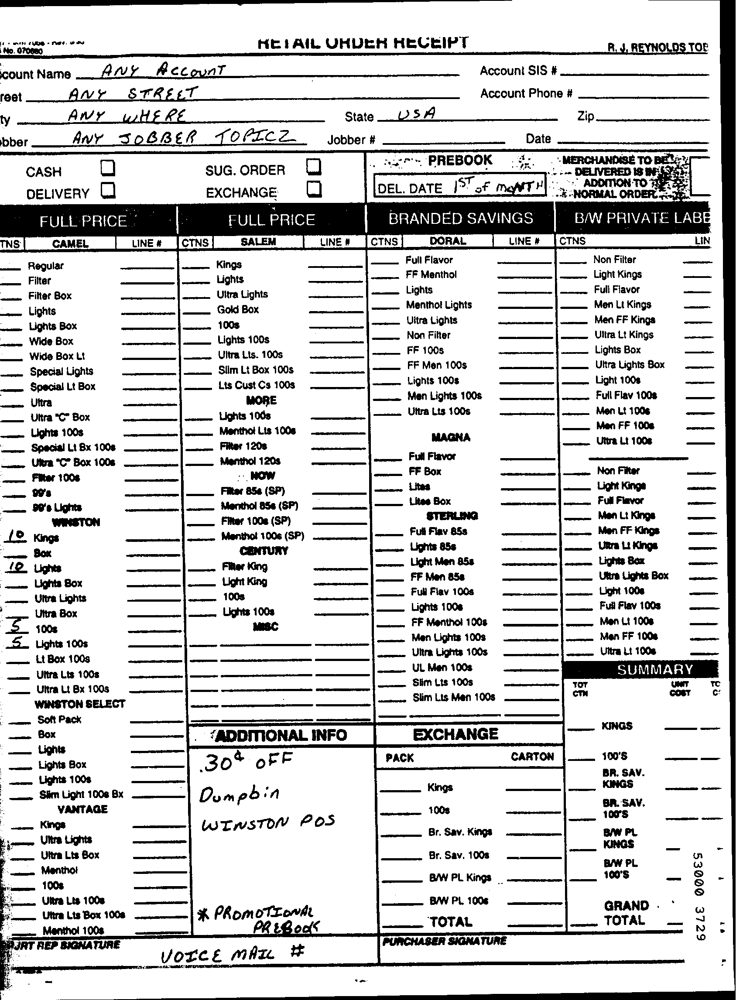 No. 070660
RETAIL ORDER RECEIPT
R. J. REYNOLDS TOB
count Name ANY Account Account SIS #
reet ANY STREET Account Phone #
ty ANY WHERE State USA Zip
obber ANY JOBBER TOPICZ Jobber # Date
CASH SUG. ORDER PREBOOK MERCHANDISE TO BE
DELIVERED IS IN
DELIVERY EXCHANGE DEL. DATE 1ST of MONTH ADDITION TO
NORMAL ORDER
FULL PRICE FULL PRICE BRANDED SAVINGS B/W PRIVATE LABE
TNS CAMEL LINE # CTNS SALEM LINE # CTNS DORAL LINE # CTNS LIN
Regular
Filter
Filter Box
Lights
Lights Box
Wide Box
Wide Box Lt
Special Lights
Special Lt Box
Ultra
Ultra "C" Box
Lights 100s
Special Lt Bx 100s
Ultra "C" Box 100s
Filter 100s
99's
99's Lights
WINSTON
10 Kings
Box
10 Lights
Lights Box
Ultra Lights
Ultra Box
5 100s
5 Lights 100s
Lt Box 100s
Ultra Lts 100s
Ultra Lt Bx 100s
WINSTON SELECT
Soft Pack
Box
Lights
Lights Box
Lights 100s
Slim Light 100s Bx
VANTAGE
Kings
Ultra Lights
Ultra Lts Box
Menthol
100s
Ultra Lts 100s
Ultra Lts Box 100s
Menthol 100s
Kings
Lights
Ultra Lights
Gold Box
100s
Lights 100s
Ultra Lts. 100s
Slim Lt Box 100s
Lts Cust Cs 100s
MORE
Lights 100s
Menthol Lts 100s
Filter 120s
Menthol 120s
NOW
Filter 85s (SP)
Menthol 85s (SP)
Filter 100s (SP)
Menthol 100s (SP)
CENTURY
Filter King
Light King
100s
Lights 100s
MISC
ADDITIONAL INFO
.30¢ OFF
Dumpbin
WINSTON POS
* PROMOTIONAL
PREBOOK
Full Flavor
FF Menthol
Lights
Menthol Lights
Ultra Lights
Non Filter
FF 100s
FF Men 100s
Lights 100s
Men Lights 100s
Ultra Lts 100s
MAGNA
Full Flavor
FF Box
Lites
Lites Box
STERLING
Full Flav 85s
Lights 85s
Light Men 85s
FF Men 85s
Full Flav 100s
Lights 100s
FF Menthol 100s
Men Lights 100s
Ultra Lights 100s
UL Men 100s
Slim Lts 100s
Slim Lts Men 100s
EXCHANGE
PACK CARTON
Kings
100s
Br. Sav. Kings
Br. Sav. 100s
B/W PL Kings
B/W PL 100s
TOTAL
Non Filter
Light Kings
Full Flavor
Men Lt Kings
Men FF Kings
Ultra Lt Kings
Lights Box
Ultra Lights Box
Light 100s
Full Flav 100s
Men Lt 100s
Men FF 100s
Ultra Lt 100s
Non Filter
Light Kings
Full Flavor
Men Lt Kings
Men FF Kings
Ultra Lt Kings
Lights Box
Ultra Lights Box
Light 100s
Full Flav 100s
Men Lt 100s
Men FF 100s
Ultra Lt 100s
SUMMARY
TOT UNIT TC
CTN COST C
KINGS
100'S
BR. SAV.
KINGS
BR. SAV.
100'S
B/W PL
KINGS
B/W PL
100'S
GRAND
TOTAL
53000 3729
RJRT REP SIGNATURE PURCHASER SIGNATURE
VOICE MAIL #